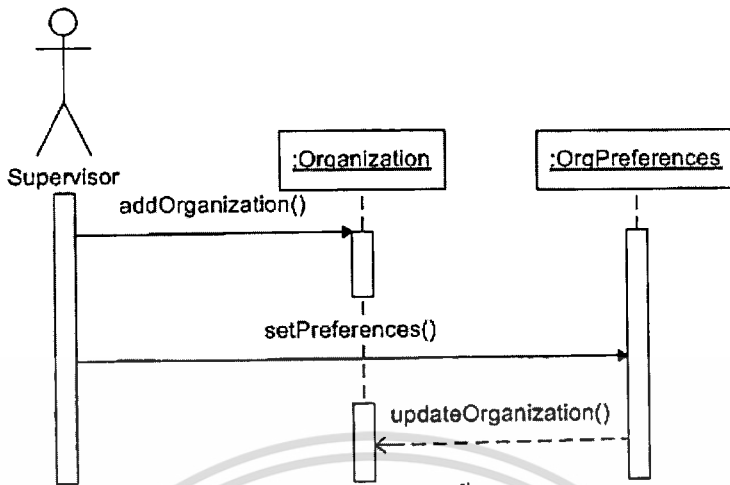 :Organization
:OrgPreferences
Supervisor
addOrganization()
setPreferences()
updateOrganization()